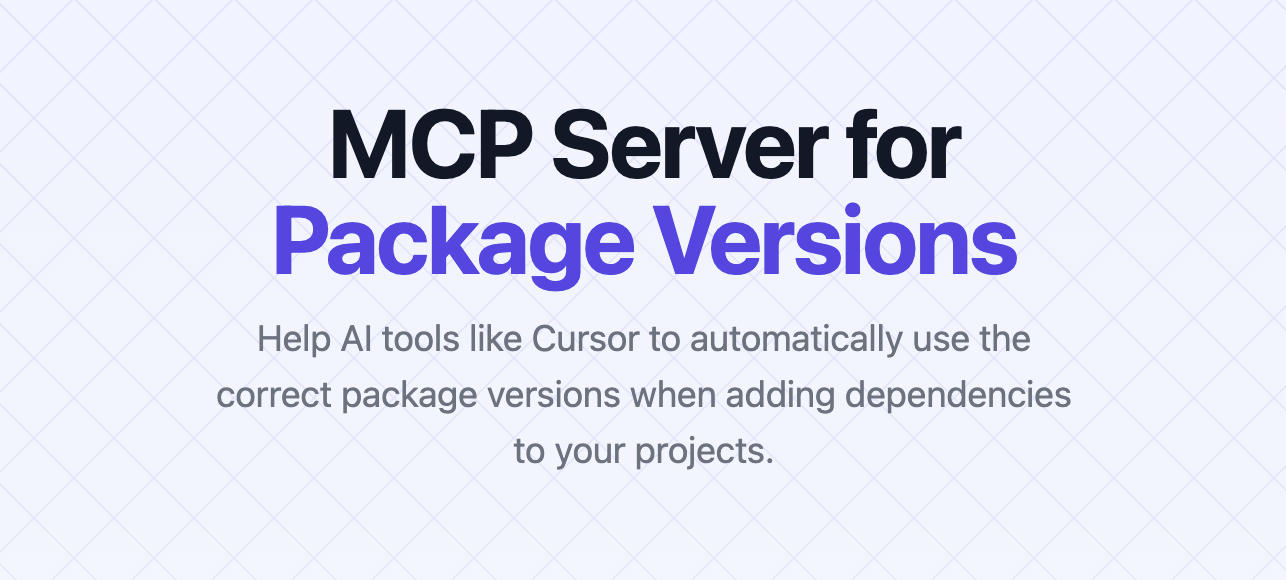 MCP Server for
Package Versions
Help AI tools like Cursor to automatically use the
correct package versions when adding dependencies
to your projects.